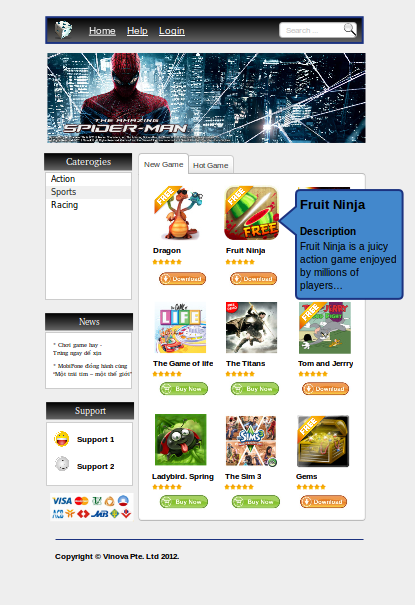 Home Help Login
Search ...
THE AMAZING
SPIDER-MAN
Caterogies
Action
Sports
Racing
News
* Chơi game hay -
Trúng ngay dế xịn
* MobiFone đồng hành cùng
“Một trái tim – một thế giới”
Support
Support 1
Support 2
VISA
ACB
MB
New Game
Hot Game
FREE
Dragon
Download
FREE
Fruit Ninja
Download
Fruit Ninja
Description
Fruit Ninja is a juicy
action game enjoyed
by millions of
players…
LIFE
The Game of life
Buy Now
The Titans
Buy Now
FREE
Tom and Jerrry
Download
Ladybird. Spring
Buy Now
SIMS 3
The Sim 3
Buy Now
FREE
Gems
Download
Copyright © Vinova Pte. Ltd 2012.